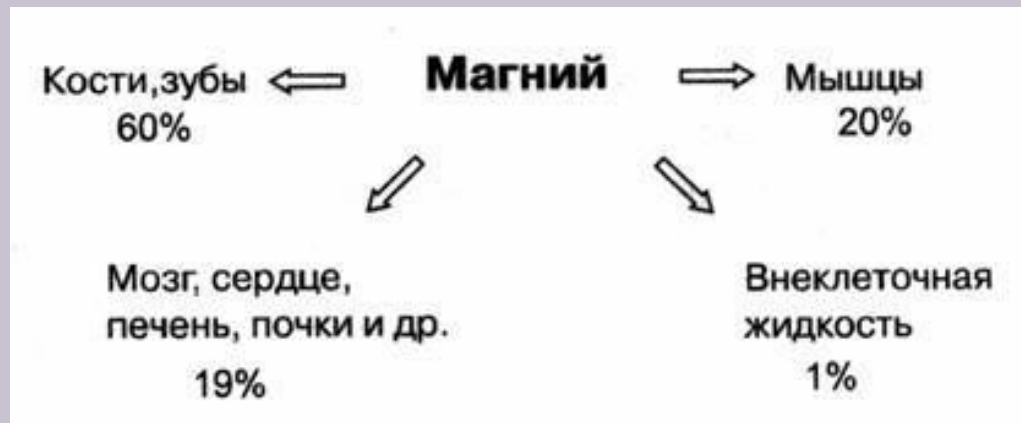 Магний
Кости,зубы
60%
Мышцы
20%
Мозг, сердце,
печень, почки и др.
19%
Внеклеточная
жидкость
1%